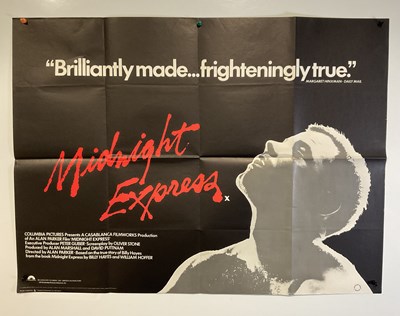 “Brilliantly made...frighteningly true.”
MARGARET HINXMAN - DAILY MAIL
Midnight
Express
x
COLUMBIA PICTURES Presents A CASABLANCA FILMWORKS Production
of An ALAN PARKER Film 'MIDNIGHT EXPRESS'
Executive Producer PETER GUBER Screenplay by OLIVER STONE
Produced by ALAN MARSHALL and DAVID PUTTNAM
Directed by ALAN PARKER · Based on the true story of Billy Hayes
from the book Midnight Express by BILLY HAYES and WILLIAM HOFFER